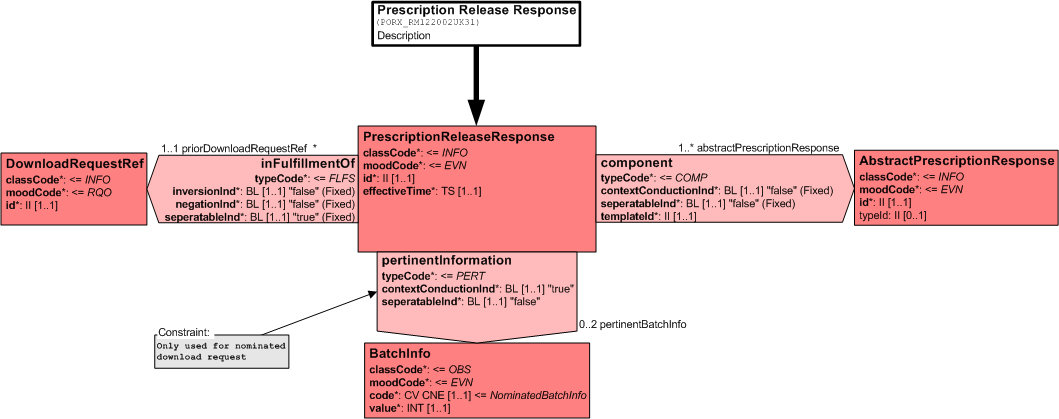 Prescription Release Response
(PORX_RM122002UK31)
Description
1..1 priorDownloadRequestRef *
DownloadRequestRef
classCode*: <= INFO
moodCode*: <= RQO
id*: II [1..1]
inFulfillmentOf
typeCode*: <= FLFS
inversionInd*: BL [1..1] "false" (Fixed)
negationInd*: BL [1..1] "false" (Fixed)
seperatableInd*: BL [1..1] "true" (Fixed)
PrescriptionReleaseResponse
classCode*: <= INFO
moodCode*: <= EVN
id*: II [1..1]
effectiveTime*: TS [1..1]
1..* abstractPrescriptionResponse
component
typeCode*: <= COMP
contextConductionInd*: BL [1..1] "false" (Fixed)
seperatableInd*: BL [1..1] "false" (Fixed)
templateId*: II [1..1]
AbstractPrescriptionResponse
classCode*: <= INFO
moodCode*: <= EVN
id*: II [1..1]
typeId: II [0..1]
pertinentInformation
typeCode*: <= PERT
contextConductionInd*: BL [1..1] "true"
seperatableInd*: BL [1..1] "false"
0..2 pertinentBatchInfo
Constraint:
Only used for nominated
download request
BatchInfo
classCode*: <= OBS
moodCode*: <= EVN
code*: CV CNE [1..1] <= NominatedBatchInfo
value*: INT [1..1]